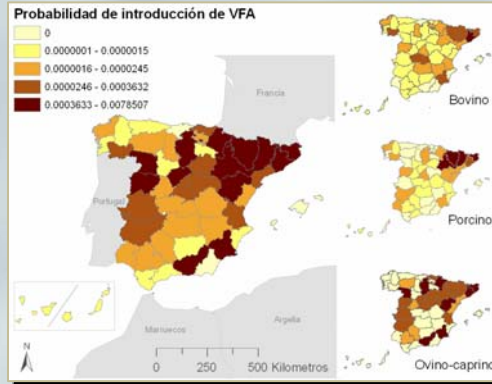 Probabilidad de introducción de VFA
0
0.0000001 - 0.0000015
0.0000016 - 0.0000245
0.0000246 - 0.0003632
0.0003633 - 0.0078507
Francia
Portugal
Marruecos
Argelia
N
0 250 500 Kilometros
Bovino
Porcino
Ovino-caprino